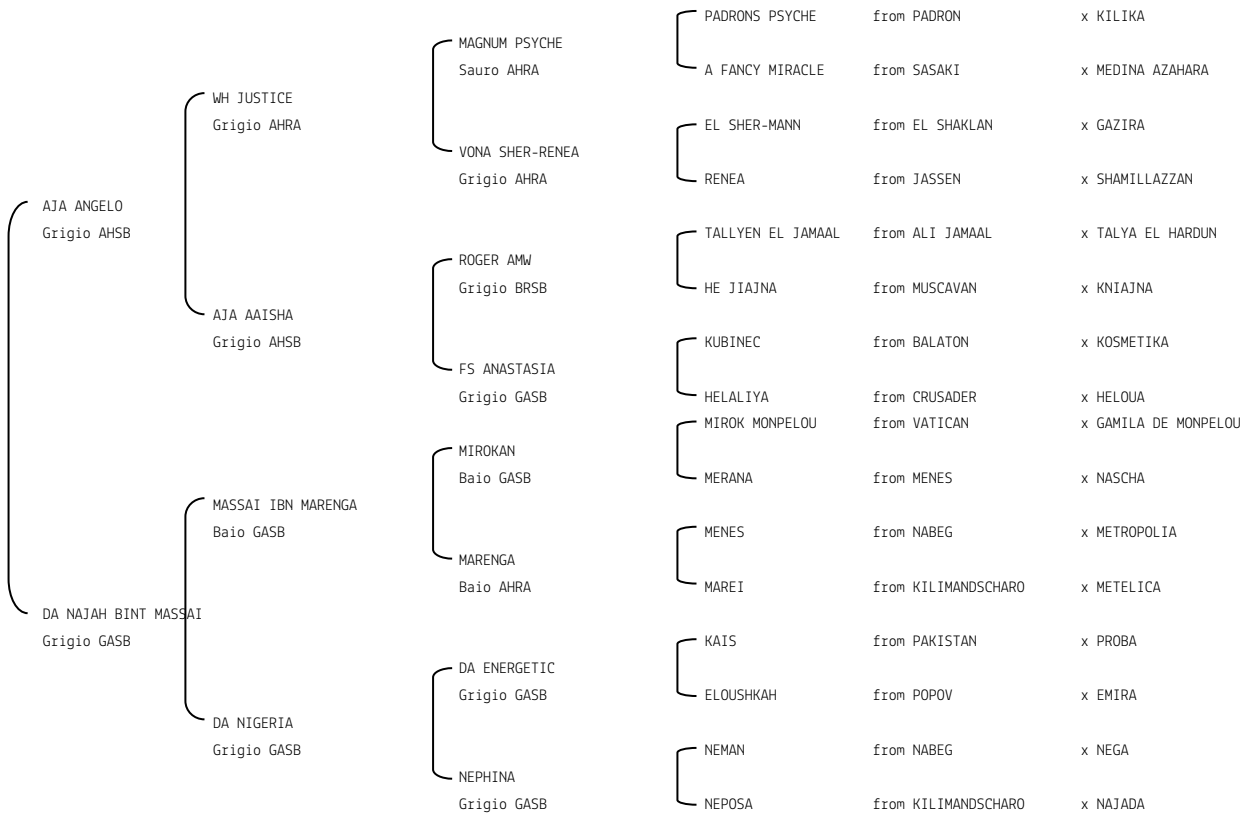 PADRONS PSYCHE from PADRON x KILIKA
MAGNUM PSYCHE
Sauro AHRA A FANCY MIRACLE from SASAKI x MEDINA AZAHARA
WH JUSTICE
Grigio AHRA EL SHER-MANN from EL SHAKLAN x GAZIRA
VONA SHER-RENEA
Grigio AHRA RENEA from JASSEN x SHAMILLAZZAN
AJA ANGELO
Grigio AHSB TALLYEN EL JAMAAL from ALI JAMAAL x TALYA EL HARDUN
ROGER AMW
Grigio BRSB HE JIAJNA from MUSCAVAN x KNIAJNA
AJA AAISHA
Grigio AHSB KUBINEC from BALATON x KOSMETIKA
FS ANASTASIA
Grigio GASB HELALIYA from CRUSADER x HELOUA
MIROK MONPELOU from VATICAN x GAMILA DE MONPELOU
MIROKAN
Baio GASB MERANA from MENES x NASCHA
MASSAI IBN MARENGA
Baio GASB MENES from NABEG x METROPOLIA
MARENGA
Baio AHRA MAREI from KILIMANDSCHARO x METELICA
DA NAJAH BINT MASSAI
Grigio GASB KAIS from PAKISTAN x PROBA
DA ENERGETIC
Grigio GASB ELOUSHKAH from POPOV x EMIRA
DA NIGERIA
Grigio GASB NEMAN from NABEG x NEGA
NEPHINA
Grigio GASB NEPOSA from KILIMANDSCHARO x NAJADA